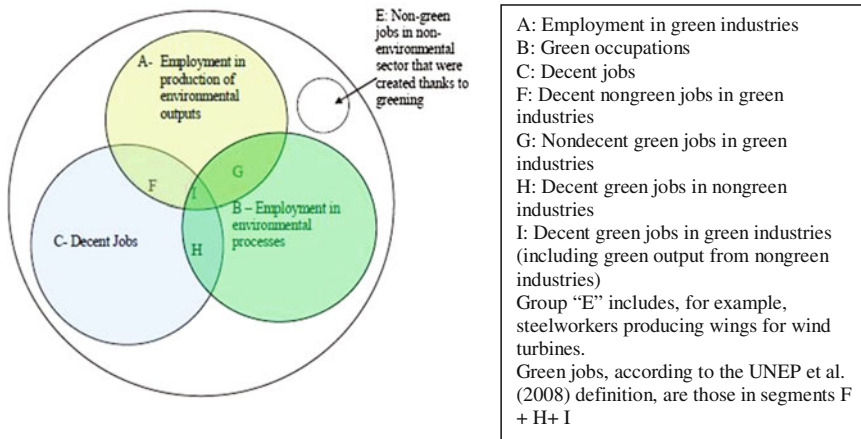 E: Non-green
jobs in non-
environmental
sector that were
created thanks to
greening
A- Employment in
production of
environmental
outputs
F
G
I
B – Employment in
environmental
processes
C- Decent Jobs
H
A: Employment in green industries
B: Green occupations
C: Decent jobs
F: Decent nongreen jobs in green
industries
G: Nondecent green jobs in green
industries
H: Decent green jobs in nongreen
industries
I: Decent green jobs in green industries
(including green output from nongreen
industries)
Group “E” includes, for example,
steelworkers producing wings for wind
turbines.
Green jobs, according to the UNEP et al.
(2008) definition, are those in segments F
+ H+ I